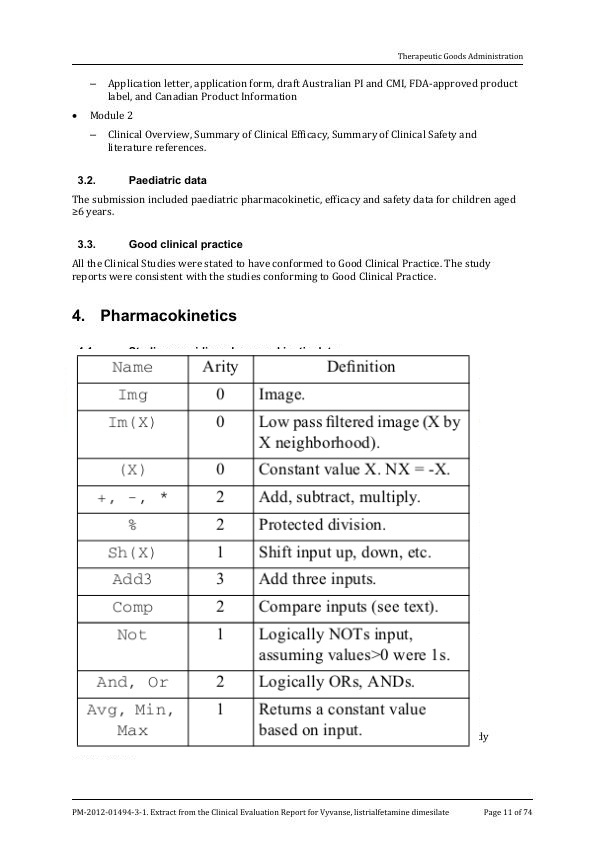 Therapeutic Goods Administration
– Application letter, application form, draft Australian PI and CMI, FDA-approved product
label, and Canadian Product Information
• Module 2
– Clinical Overview, Summary of Clinical Efficacy, Summary of Clinical Safety and
literature references.
3.2. Paediatric data
The submission included paediatric pharmacokinetic, efficacy and safety data for children aged
≥6 years.
3.3. Good clinical practice
All the Clinical Studies were stated to have conformed to Good Clinical Practice. The study
reports were consistent with the studies conforming to Good Clinical Practice.
4. Pharmacokinetics
Name Arity Definition
Img 0 Image.
Im(X) 0 Low pass filtered image (X by
X neighborhood).
(X) 0 Constant value X. NX = -X.
+, -, * 2 Add, subtract, multiply.
% 2 Protected division.
Sh(X) 1 Shift input up, down, etc.
Add3 3 Add three inputs.
Comp 2 Compare inputs (see text).
Not 1 Logically NOTs input,
assuming values>0 were 1s.
And, Or 2 Logically ORs, ANDs.
Avg, Min, 1 Returns a constant value
Max based on input.
PM-2012-01494-3-1. Extract from the Clinical Evaluation Report for Vyvanse, listrialfetamine dimesilate Page 11 of 74